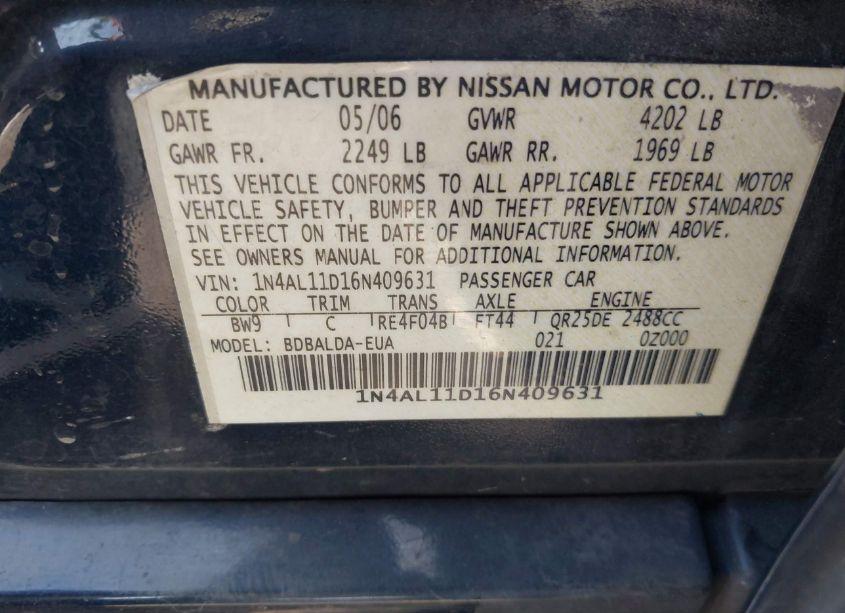 MANUFACTURED BY NISSAN MOTOR CO., LTD.
DATE 05/06 GVWR 4202 LB
GAWR FR. 2249 LB GAWR RR. 1969 LB
THIS VEHICLE CONFORMS TO ALL APPLICABLE FEDERAL MOTOR
VEHICLE SAFETY, BUMPER AND THEFT PREVENTION STANDARDS
IN EFFECT ON THE DATE OF MANUFACTURE SHOWN ABOVE.
SEE OWNERS MANUAL FOR ADDITIONAL INFORMATION.
VIN: 1N4AL11D16N409631 PASSENGER CAR
COLOR TRIM TRANS AXLE ENGINE
BW9 C RE4F04B FT44 QR25DE 2488CC
MODEL: BDBALDA-EUA 021 0Z000
1N4AL11D16N409631